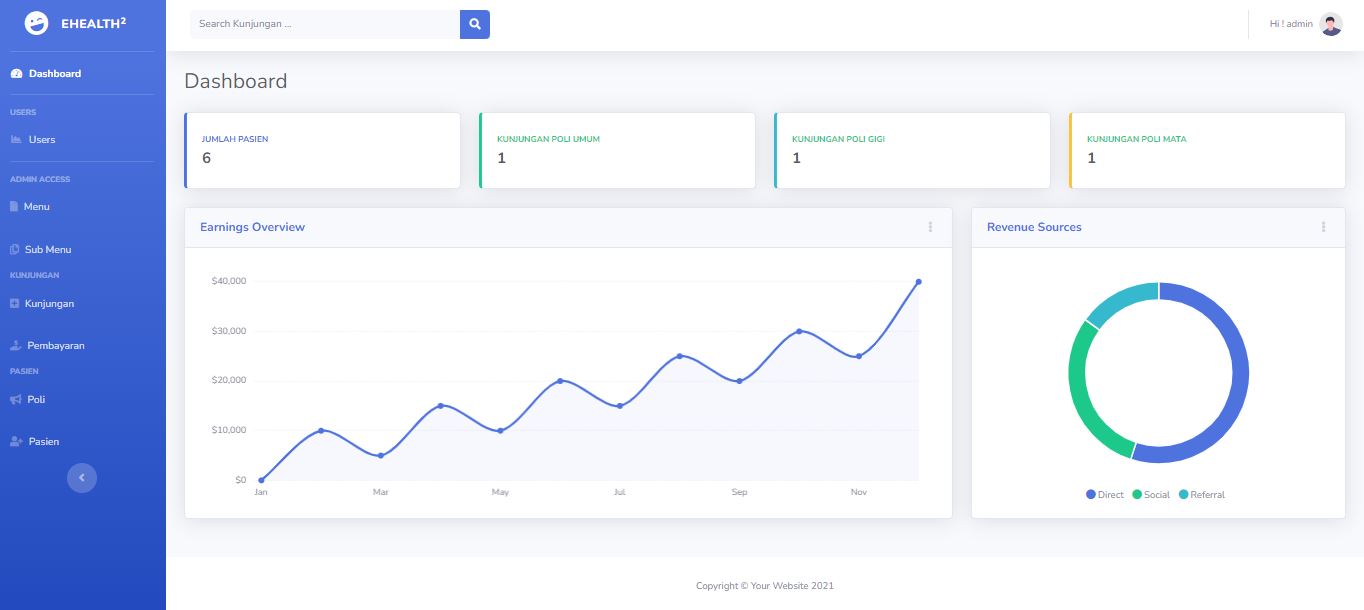 EHEALTH²
Search Kunjungan ...
Hi ! admin
Dashboard
USERS
Users
ADMIN ACCESS
Menu
Sub Menu
KUNJUNGAN
Kunjungan
Pembayaran
PASIEN
Poli
Pasien
Dashboard
JUMLAH PASIEN
6
KUNJUNGAN POLI UMUM
1
KUNJUNGAN POLI GIGI
1
KUNJUNGAN POLI MATA
1
Earnings Overview
$40,000
$30,000
$20,000
$10,000
$0
Jan Mar May Jul Sep Nov
Revenue Sources
Direct Social Referral
Copyright © Your Website 2021